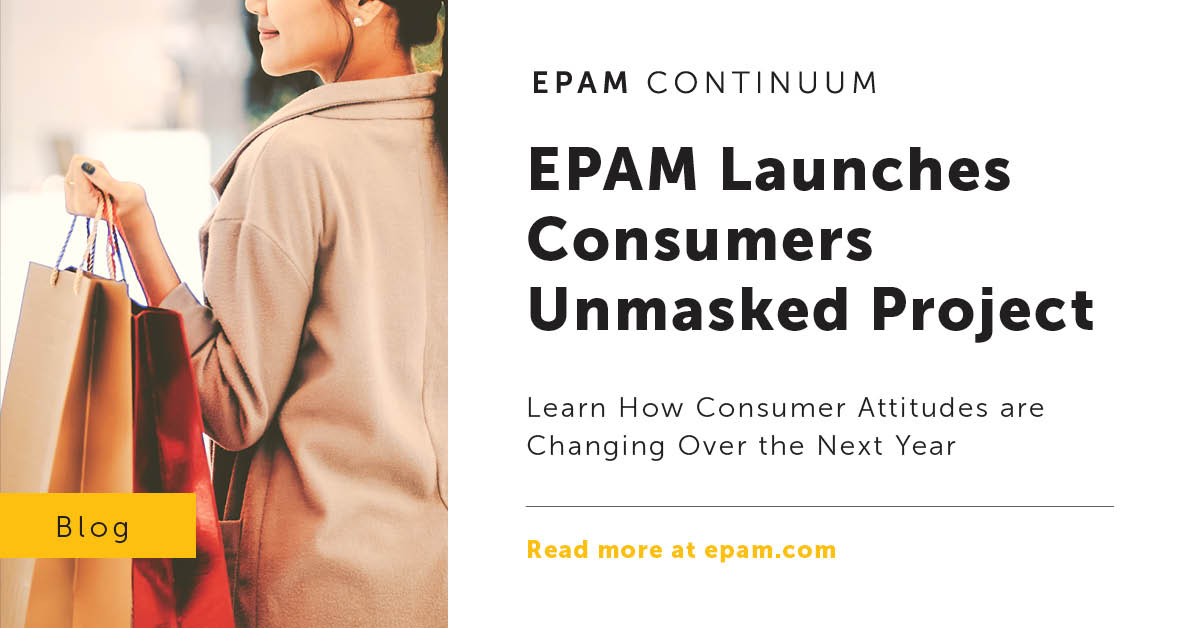 EPAM CONTINUUM
EPAM Launches
Consumers
Unmasked Project
Learn How Consumer Attitudes are
Changing Over the Next Year
Read more at epam.com
Blog